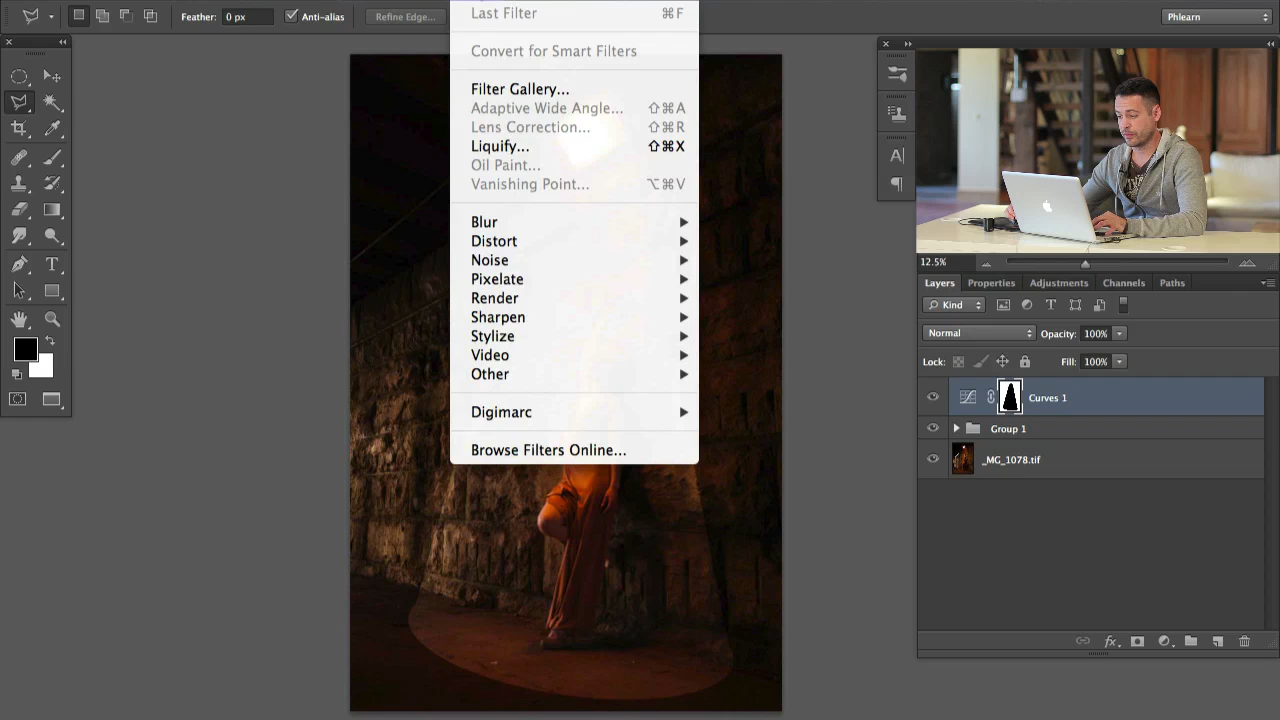 Feather: 0 px Anti-alias Refine Edge... Phlearn
Last Filter ⌘F
Convert for Smart Filters
Filter Gallery...
Adaptive Wide Angle... ⇧⌘A
Lens Correction... ⇧⌘R
Liquify... ⇧⌘X
Oil Paint...
Vanishing Point... ⌥⌘V
Blur
Distort
Noise
Pixelate
Render
Sharpen
Stylize
Video
Other
Digimarc
Browse Filters Online...
12.5%
Layers Properties Adjustments Channels Paths
Kind
Normal Opacity: 100%
Lock: Fill: 100%
Curves 1
Group 1
_MG_1078.tif